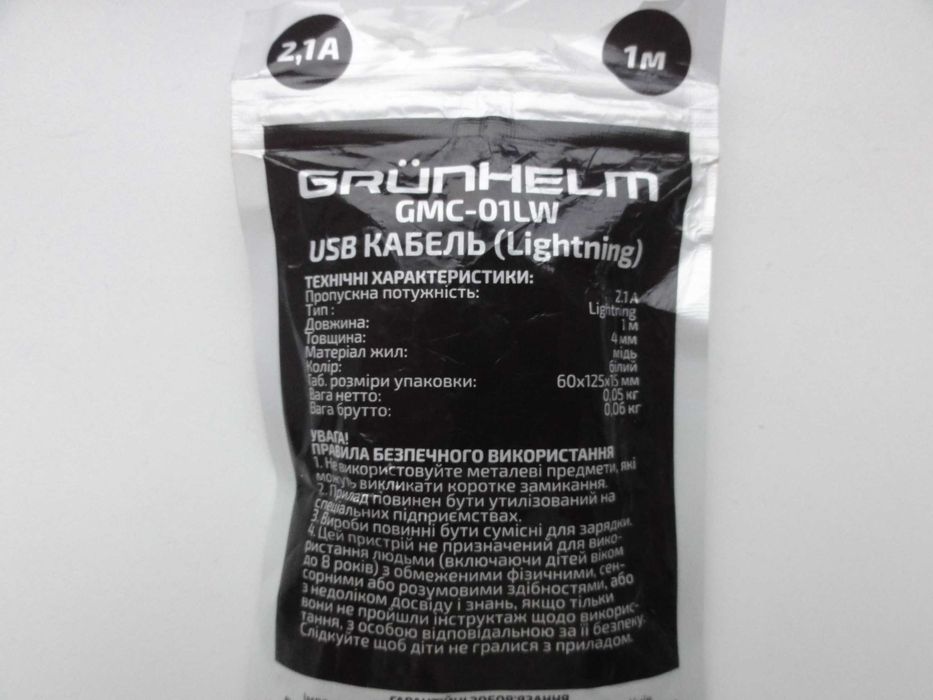 2,1А
1м
GRÜNHELM
GMC-01LW
USB КАБЕЛЬ (Lightning)
ТЕХНІЧНІ ХАРАКТЕРИСТИКИ:
Пропускна потужність: 2.1 А
Тип : Lightning
Довжина: 1 м
Товщина: 4 мм
Матеріал жил: мідь
Колір: білий
Габ. розміри упаковки: 60x125x15 мм
Вага нетто: 0,05 кг
Вага брутто: 0,06 кг
УВАГА!
ПРАВИЛА БЕЗПЕЧНОГО ВИКОРИСТАННЯ
1. Не використовуйте металеві предмети, які
можуть викликати коротке замикання.
2. Прилад повинен бути утилізований на
спеціальних підприємствах.
3. Вироби повинні бути сумісні для зарядки.
4. Цей пристрій не призначений для вико-
ристання людьми (включаючи дітей віком
до 8 років) з обмеженими фізичними, сен-
сорними або розумовими здібностями, або
з недоліком досвіду і знань, якщо тільки
вони не пройшли інструктаж щодо викорис-
тання, з особою відповідальною за її безпеку.
Слідкуйте щоб діти не гралися з приладом.
ГАРАНТІЙНІ ЗОБОВ'ЯЗАННЯ